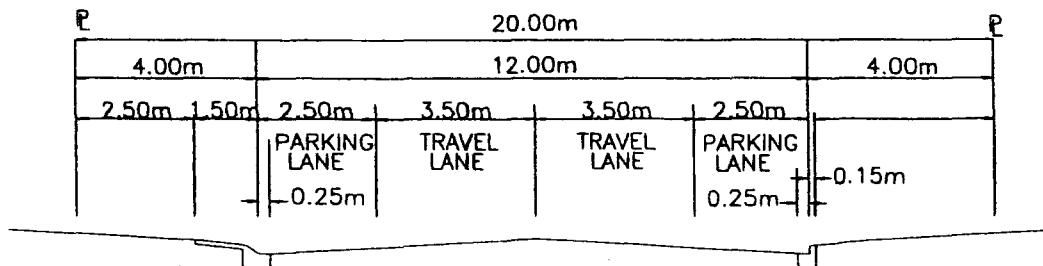 ℄ 20.00m ℄
4.00m 12.00m 4.00m
2.50m 1.50m 2.50m 3.50m 3.50m 2.50m
PARKING LANE
TRAVEL LANE
TRAVEL LANE
PARKING LANE
0.25m
0.25m
0.15m